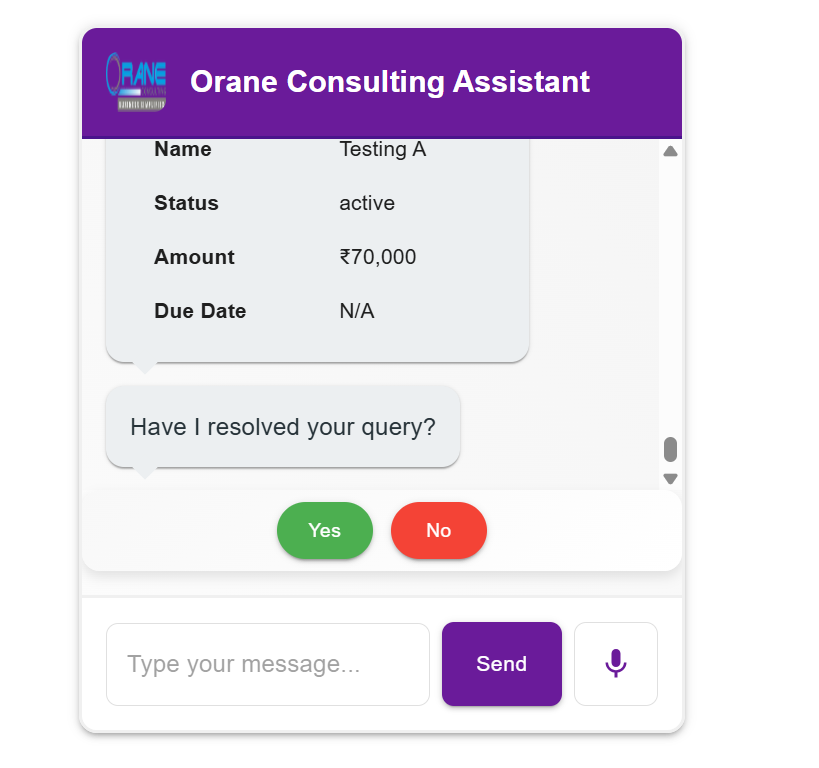 ORANE
Orane Consulting Assistant
Name Testing A
Status active
Amount ₹70,000
Due Date N/A
Have I resolved your query?
Yes No
Type your message...
Send